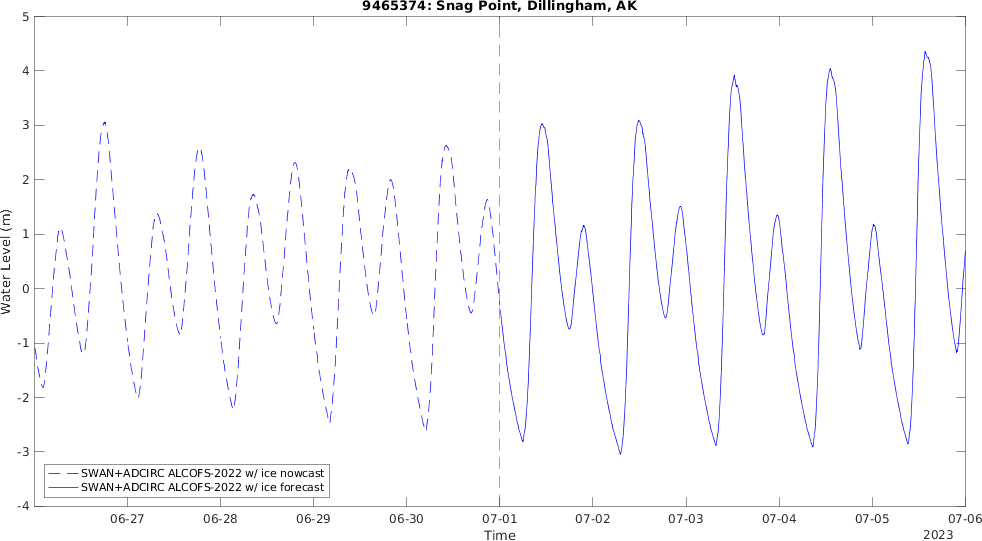 9465374: Snag Point, Dillingham, AK
5
4
3
2
1
0
-1
-2
-3
-4
Water Level (m)
SWAN+ADCIRC ALCOFS-2022 w/ ice nowcast
SWAN+ADCIRC ALCOFS-2022 w/ ice forecast
06-27 06-28 06-29 06-30 07-01 07-02 07-03 07-04 07-05 07-06
Time
2023